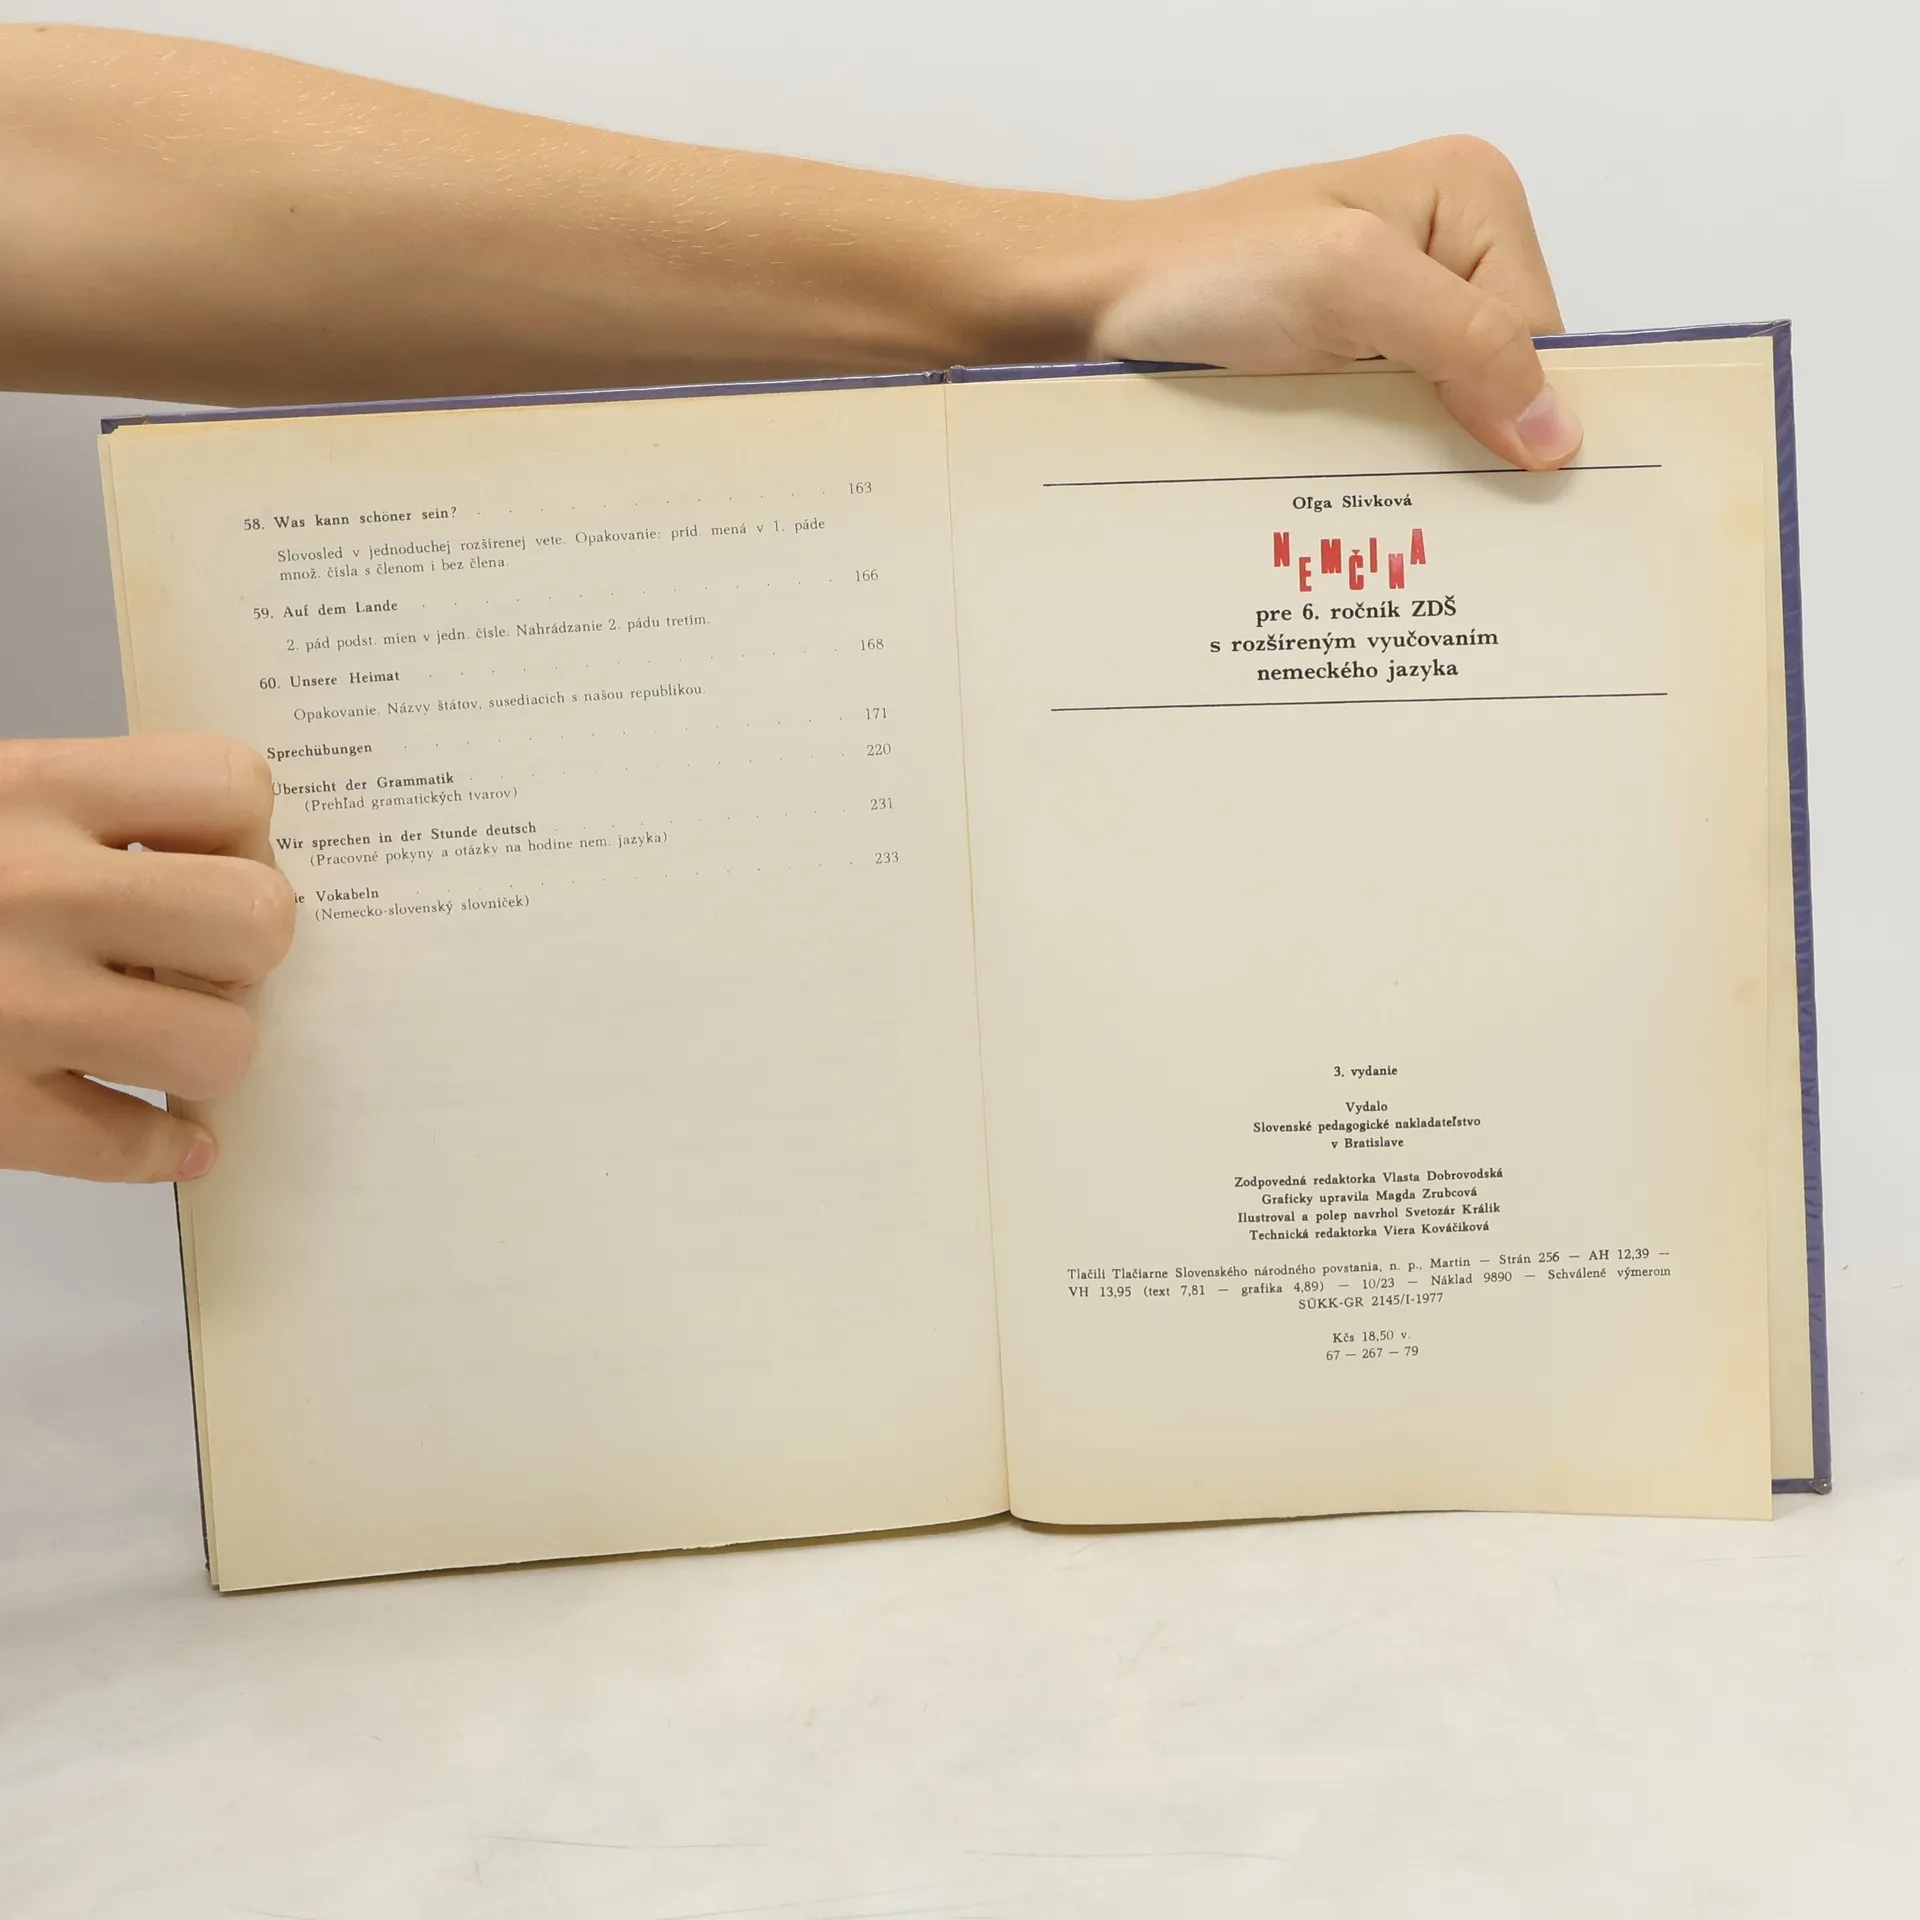 58. Was kann schöner sein? . . . . . . . . . . . 163
Slovosled v jednoduchej rozšírenej vete. Opakovanie: príd. mená v 1. páde
množ. čísla s členom i bez člena.
59. Auf dem Lande . . . . . . . . . . . . . . 166
2. pád podst. mien v jedn. čísle. Nahrádzanie 2. pádu tretím.
60. Unsere Heimat . . . . . . . . . . . . . . 168
Opakovanie. Názvy štátov, susediacich s našou republikou.
Sprechübungen . . . . . . . . . . . . . . . 171
Übersicht der Grammatik . . . . . . . . . . . . . 220
(Prehľad gramatických tvarov)
Wir sprechen in der Stunde deutsch . . . . . . . . . . 231
(Pracovné pokyny a otázky na hodine nem. jazyka)
ie Vokabeln . . . . . . . . . . . . . . . 233
(Nemecko-slovenský slovníček)
Oľga Slivková
NEMČINA
pre 6. ročník ZDŠ
s rozšíreným vyučovaním
nemeckého jazyka
3. vydanie
Vydalo
Slovenské pedagogické nakladateľstvo
v Bratislave
Zodpovedná redaktorka Vlasta Dobrovodská
Graficky upravila Magda Zrubcová
Ilustroval a polep navrhol Svetozár Králik
Technická redaktorka Viera Kováčiková
Tlačili Tlačiarne Slovenského národného povstania, n. p., Martin — Strán 256 — AH 12,39 —
VH 13,95 (text 7,81 — grafika 4,89) — 10/23 — Náklad 9890 — Schválené výmerom
SÚKK-GR 2145/I-1977
Kčs 18,50 v.
67 — 267 — 79